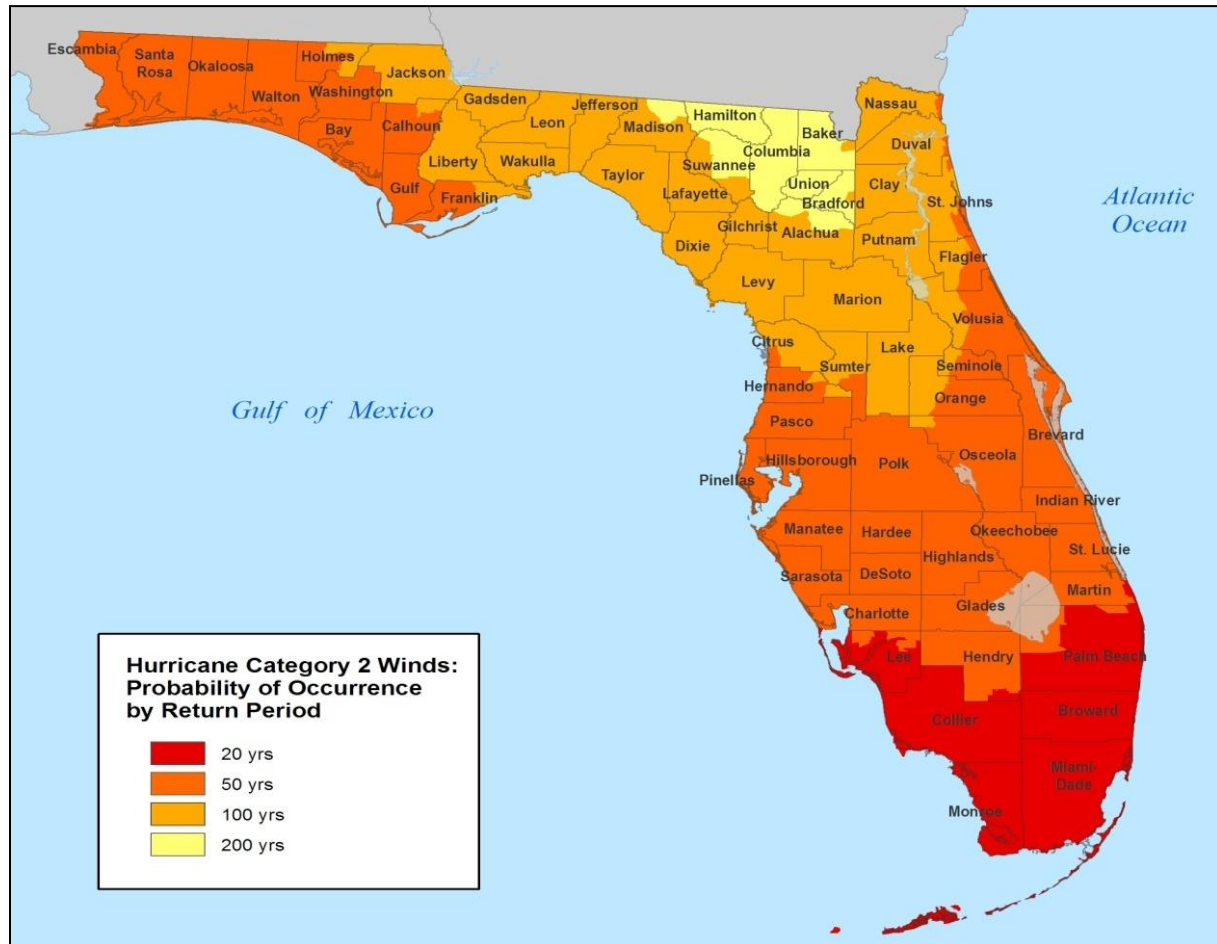 Escambia
Santa
Rosa
Okaloosa
Walton
Holmes
Washington
Jackson
Bay
Calhoun
Gulf
Liberty
Franklin
Gadsden
Leon
Wakulla
Jefferson
Madison
Taylor
Hamilton
Suwannee
Lafayette
Columbia
Baker
Union
Bradford
Nassau
Duval
Clay
St. Johns
Dixie
Gilchrist
Alachua
Putnam
Flagler
Levy
Marion
Volusia
Citrus
Sumter
Lake
Seminole
Hernando
Orange
Pasco
Brevard
Osceola
Pinellas
Hillsborough
Polk
Indian River
Manatee
Hardee
Okeechobee
Highlands
St. Lucie
Sarasota
DeSoto
Martin
Charlotte
Glades
Lee
Hendry
Palm Beach
Collier
Broward
Miami-
Dade
Monroe
Atlantic
Ocean
Gulf of Mexico
Hurricane Category 2 Winds:
Probability of Occurrence
by Return Period
20 yrs
50 yrs
100 yrs
200 yrs